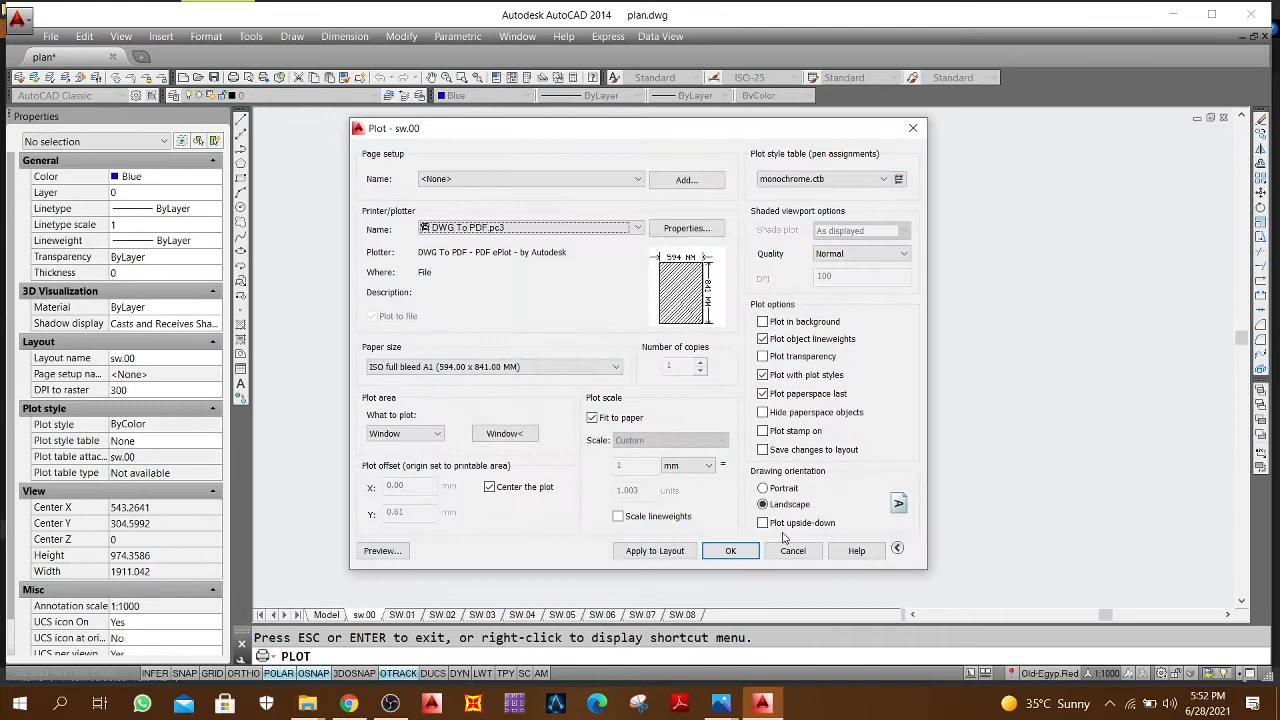 Autodesk AutoCAD 2014 plan.dwg
File Edit View Insert Format Tools Draw Dimension Modify Parametric Window Help Express Data View
plan*
Standard ISO-25 Standard Standard
AutoCAD Classic 0 Blue ByLayer ByLayer ByColor
Properties
No selection
General
Color Blue
Layer 0
Linetype ByLayer
Linetype scale 1
Lineweight ByLayer
Transparency ByLayer
Thickness 0
3D Visualization
Material ByLayer
Shadow display Casts and Receives Sha...
Layout
Layout name sw.00
Page setup na... <None>
DPI to raster 300
Plot style
Plot style ByColor
Plot style table None
Plot table attac... sw.00
Plot table type Not available
View
Center X 543.2641
Center Y 304.5992
Center Z 0
Height 974.3586
Width 1911.042
Misc
Annotation scale 1:1000
UCS icon On Yes
UCS icon at ori... No
UCS per viewp... Yes
Plot - sw.00
Page setup
Name: <None> Add...
Printer/plotter
Name: DWG To PDF.pc3 Properties...
Plotter: DWG To PDF - PDF ePlot - by Autodesk
Where: File
Description:
Plot to file
594 MM
841 MM
Paper size
ISO full bleed A1 (594.00 x 841.00 MM)
Number of copies
1
Plot area
What to plot:
Window Window<
Plot offset (origin set to printable area)
X: 0.00 mm Center the plot
Y: 0.61 mm
Plot scale
Fit to paper
Scale: Custom
1 mm =
1.003 units
Scale lineweights
Plot style table (pen assignments)
monochrome.ctb
Shaded viewport options
Shade plot As displayed
Quality Normal
DPI 100
Plot options
Plot in background
Plot object lineweights
Plot transparency
Plot with plot styles
Plot paperspace last
Hide paperspace objects
Plot stamp on
Save changes to layout
Drawing orientation
Portrait
Landscape
Plot upside-down
A
Preview... Apply to Layout OK Cancel Help
Model sw.00 SW.01 SW.02 SW.03 SW.04 SW.05 SW.06 SW.07 SW.08
Press ESC or ENTER to exit, or right-click to display shortcut menu.
PLOT
INFER SNAP GRID ORTHO POLAR OSNAP 3DOSNAP OTRACK DUCS DYN LWT TPY SC AM 1:1000 Old-Egypt.Red
35°C Sunny
5:52 PM
6/28/2021